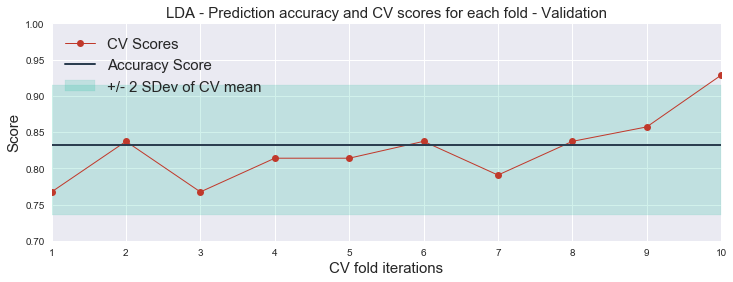 LDA - Prediction accuracy and CV scores for each fold - Validation
1.00
0.95
0.90
0.85
0.80
0.75
0.70
Score
CV Scores
Accuracy Score
+/- 2 SDev of CV mean
1 2 3 4 5 6 7 8 9 10
CV fold iterations